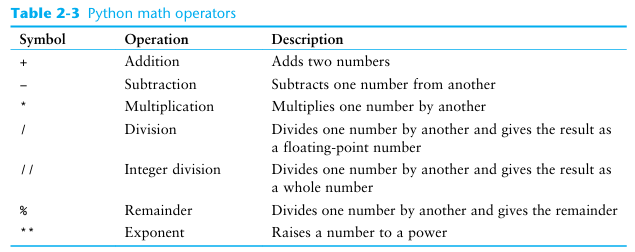 Table 2-3 Python math operators
Symbol Operation Description
+ Addition Adds two numbers
− Subtraction Subtracts one number from another
* Multiplication Multiplies one number by another
/ Division Divides one number by another and gives the result as
a floating-point number
// Integer division Divides one number by another and gives the result as
a whole number
% Remainder Divides one number by another and gives the remainder
** Exponent Raises a number to a power